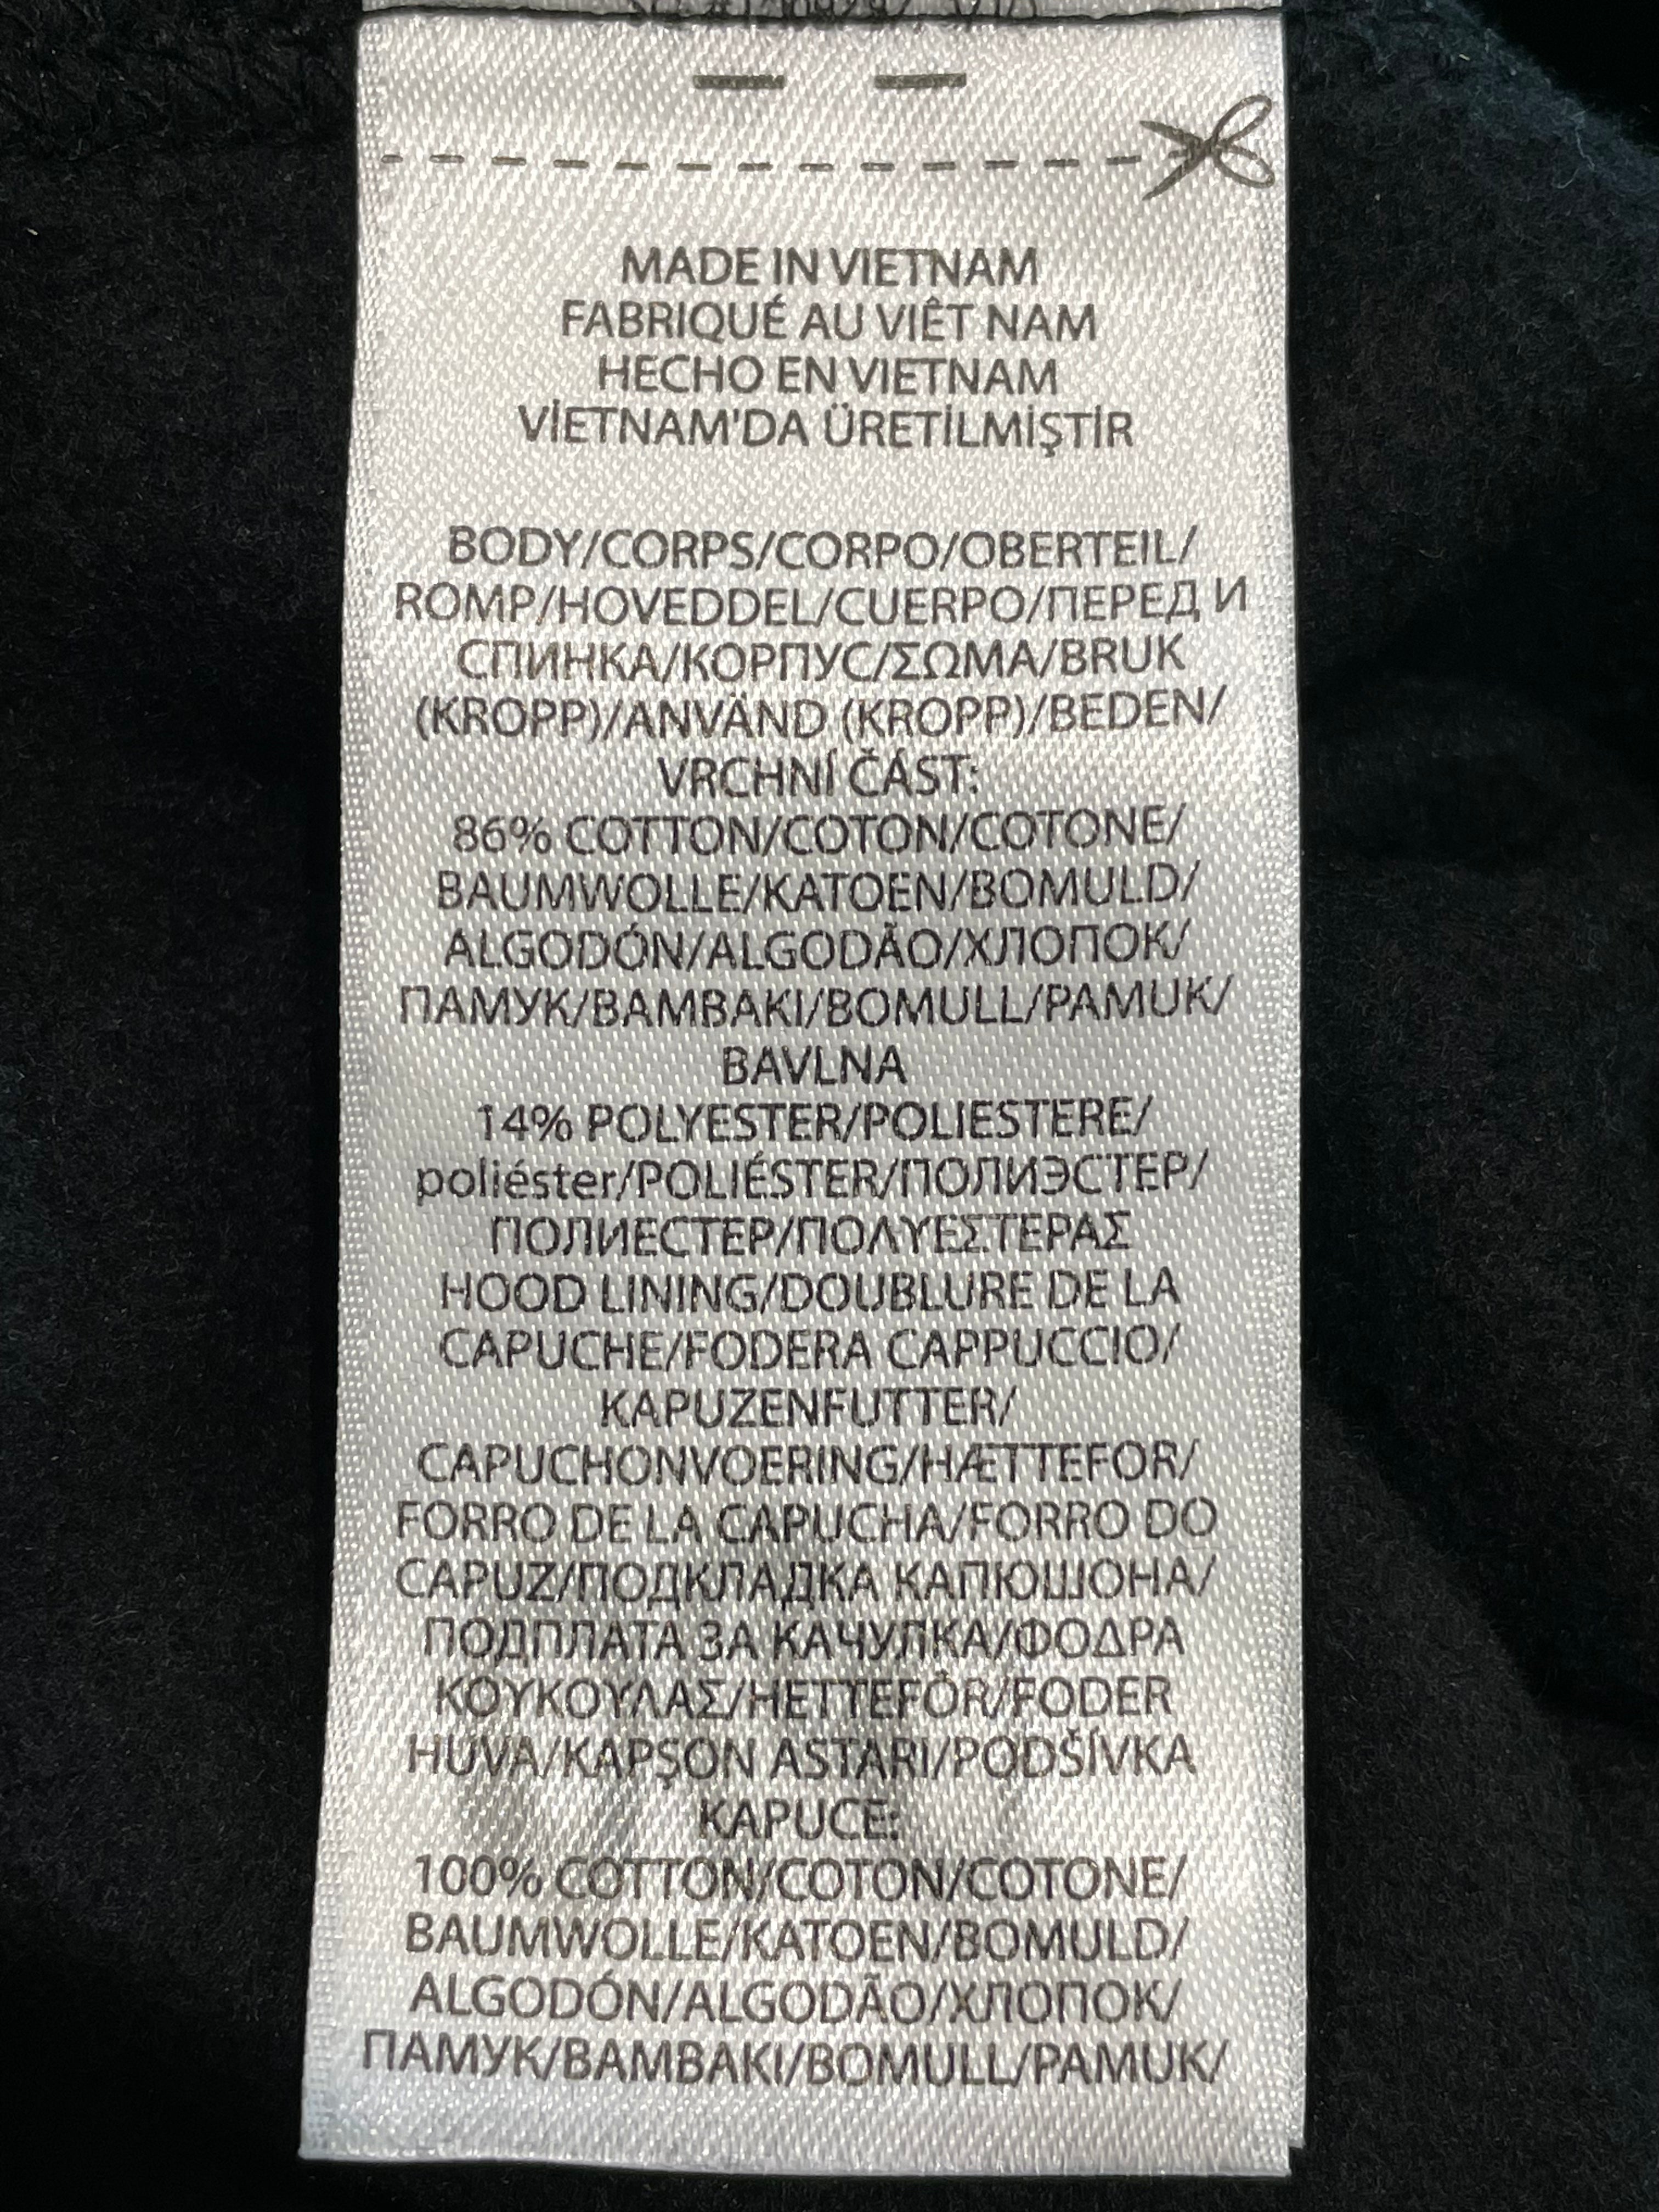 MADE IN VIETNAM
FABRIQUÉ AU VIÊT NAM
HECHO EN VIETNAM
VİETNAM'DA ÜRETİLMİŞTİR
BODY/CORPS/CORPO/OBERTEIL/
ROMP/HOVEDDEL/CUERPO/ПЕРЕД И
СПИНКА/КОРПУС/ΣΩΜΑ/BRUK
(KROPP)/ANVÄND (KROPP)/BEDEN/
VRCHNÍ ČÁST:
86% COTTON/COTON/COTONE/
BAUMWOLLE/KATOEN/BOMULD/
ALGODÓN/ALGODÃO/ХЛОПОК/
ПАМУК/ΒΑΜΒΑΚΙ/BOMULL/PAMUK/
BAVLNA
14% POLYESTER/POLIESTERE/
poliéster/POLIÉSTER/ПОЛИЭСТЕР/
ПОЛИЕСТЕР/ΠΟΛΥΕΣΤΕΡΑΣ
HOOD LINING/DOUBLURE DE LA
CAPUCHE/FODERA CAPPUCCIO/
KAPUZENFUTTER/
CAPUCHONVOERING/HÆTTEFOR/
FORRO DE LA CAPUCHA/FORRO DO
CAPUZ/ПОДКЛАДКА КАПЮШОНА/
ПОДПЛАТА ЗА КАЧУЛКА/ΦΟΔΡΑ
ΚΟΥΚΟΥΛΑΣ/HETTEFÔR/FODER
HUVA/KAPŞON ASTARI/PODŠÍVKA
KAPUCE:
100% COTTON/COTON/COTONE/
BAUMWOLLE/KATOEN/BOMULD/
ALGODÓN/ALGODÃO/ХЛОПОК/
ПАМУК/ΒΑΜΒΑΚΙ/BOMULL/PAMUK/